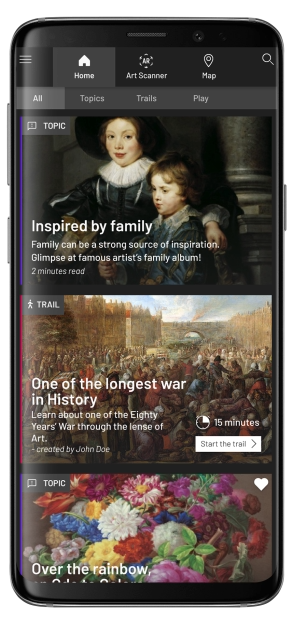 AR
Home
Art Scanner
Map
All
Topics
Trails
Play
TOPIC
Inspired by family
Family can be a strong source of inspiration.
Glimpse at famous artist's family album!
2 minutes read
TRAIL
One of the longest war
in History
Learn about one of the Eighty
Years' War through the lense of
Art.
- created by John Doe
15 minutes
Start the trail
TOPIC
Over the rainbow,